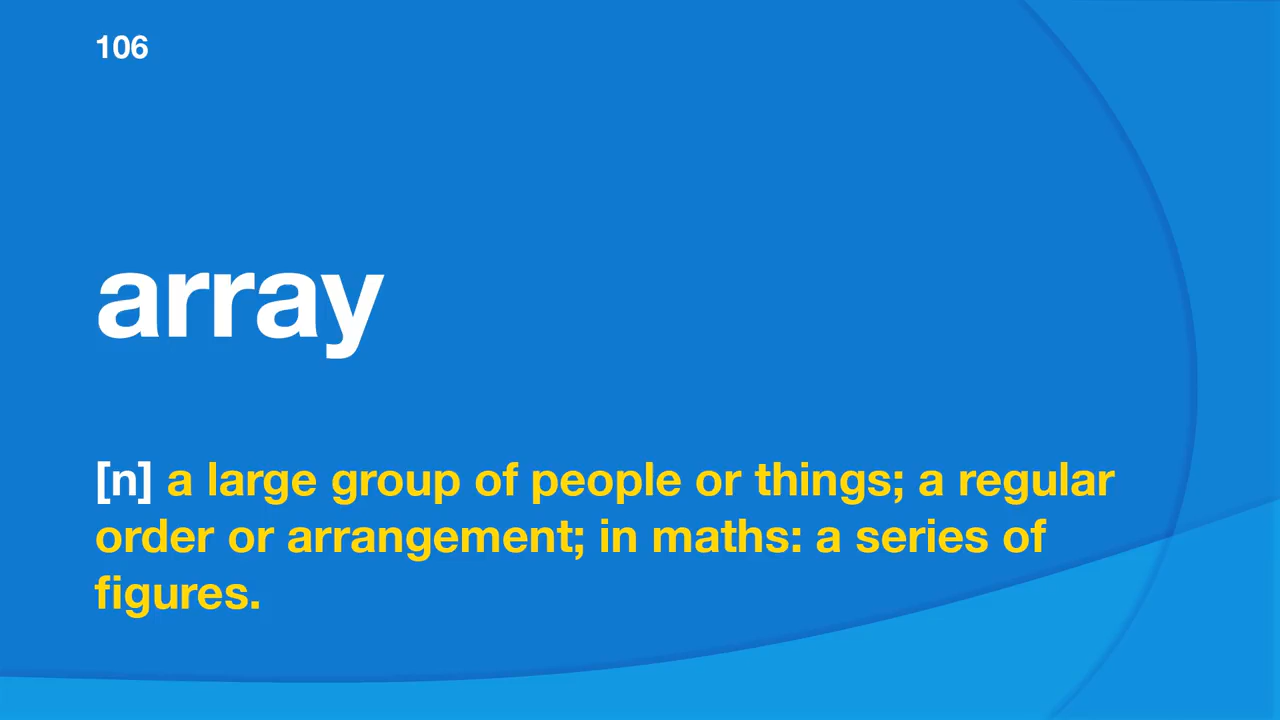 106
array
[n] a large group of people or things; a regular
order or arrangement; in maths: a series of
figures.